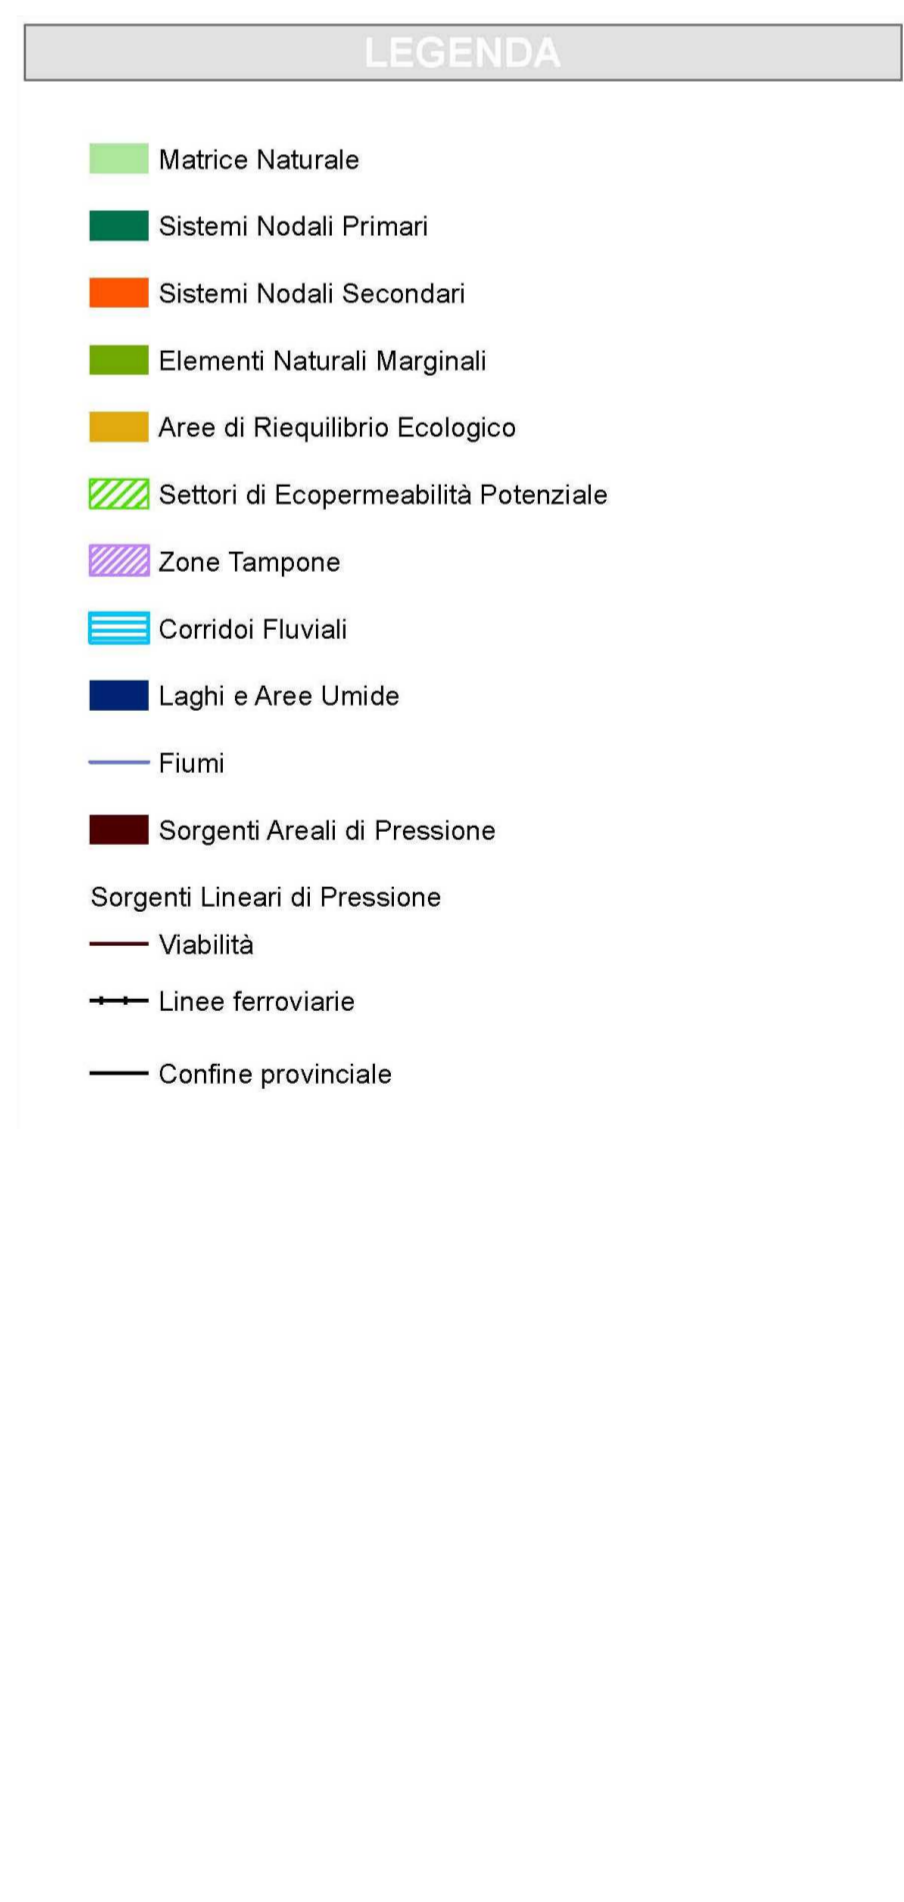 LEGENDA
Matrice Naturale
Sistemi Nodali Primari
Sistemi Nodali Secondari
Elementi Naturali Marginali
Aree di Riequilibrio Ecologico
Settori di Ecopermeabilità Potenziale
Zone Tampone
Corridoi Fluviali
Laghi e Aree Umide
Fiumi
Sorgenti Areali di Pressione
Sorgenti Lineari di Pressione
Viabilità
Linee ferroviarie
Confine provinciale